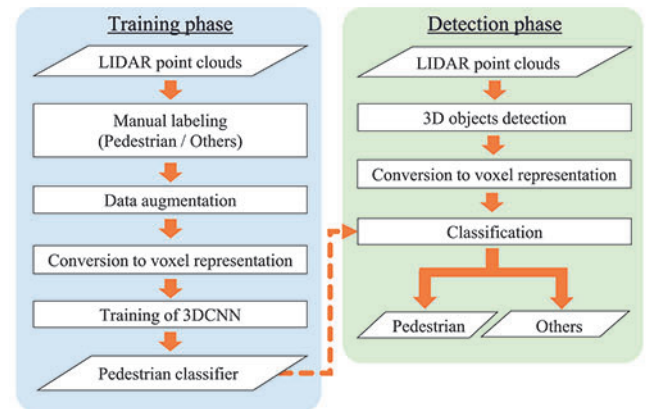 Training phase
LIDAR point clouds
Manual labeling
(Pedestrian / Others)
Data augmentation
Conversion to voxel representation
Training of 3DCNN
Pedestrian classifier
Detection phase
LIDAR point clouds
3D objects detection
Conversion to voxel representation
Classification
Pedestrian
Others